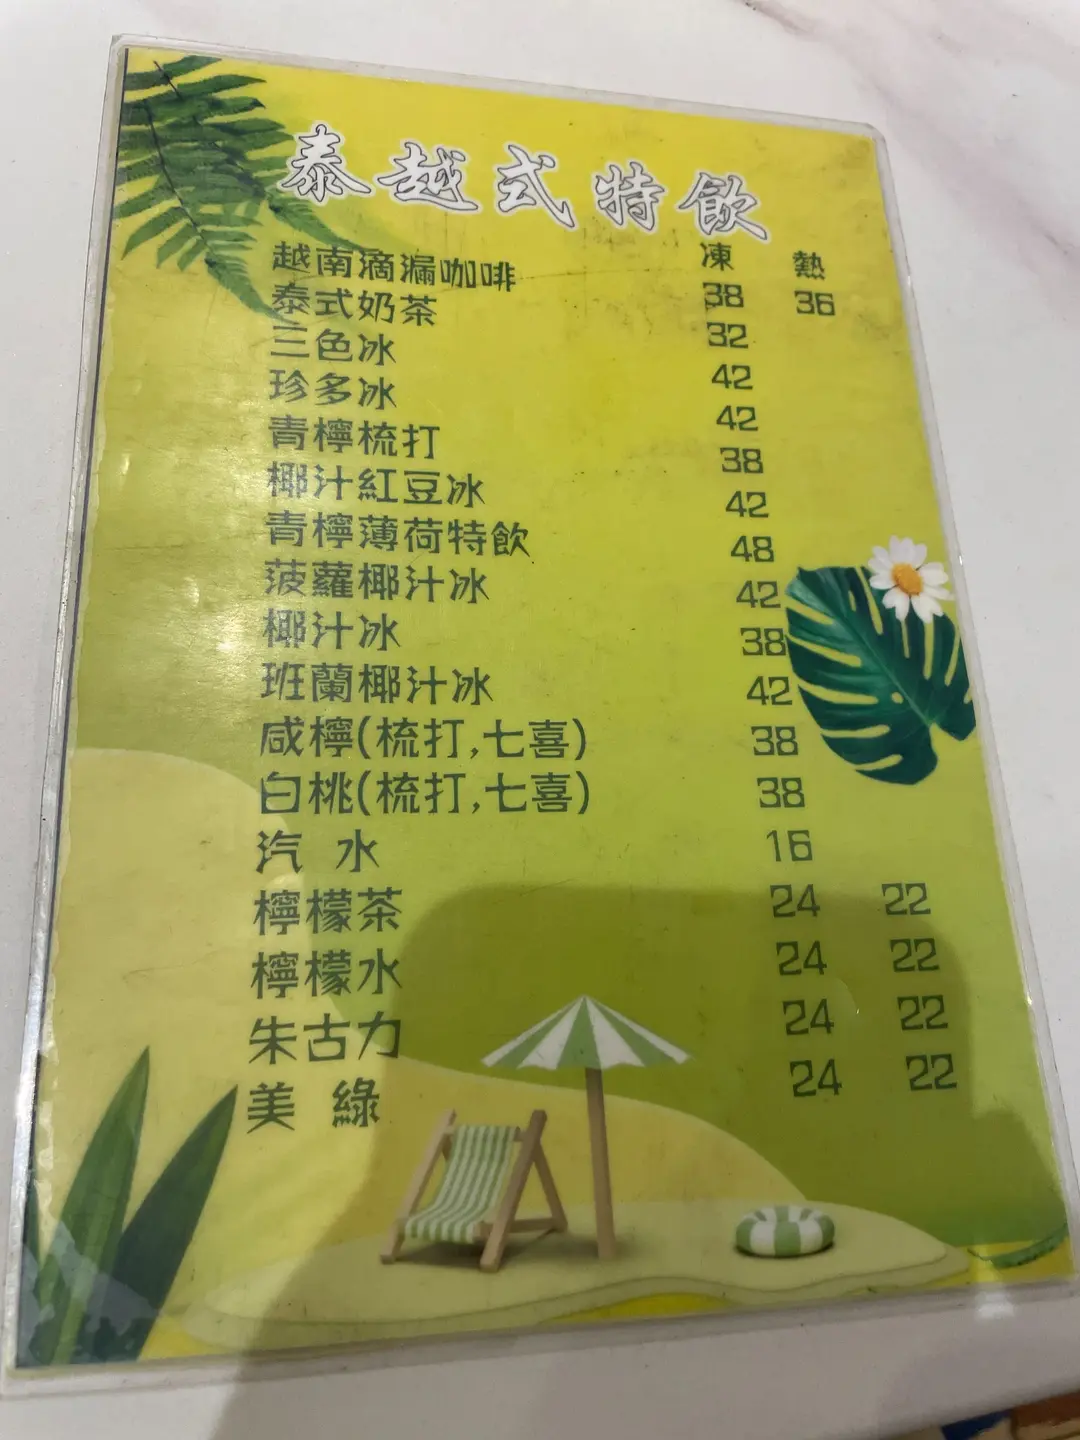 泰越式特飲
凍 熱
越南滴漏咖啡 38 36
泰式奶茶 32
三色冰 42
珍多冰 42
青檸梳打 38
椰汁紅豆冰 42
青檸薄荷特飲 48
菠蘿椰汁冰 42
椰汁冰 38
班蘭椰汁冰 42
咸檸(梳打,七喜) 38
白桃(梳打,七喜) 38
汽 水 16
檸檬茶 24 22
檸檬水 24 22
朱古力 24 22
美 綠 24 22